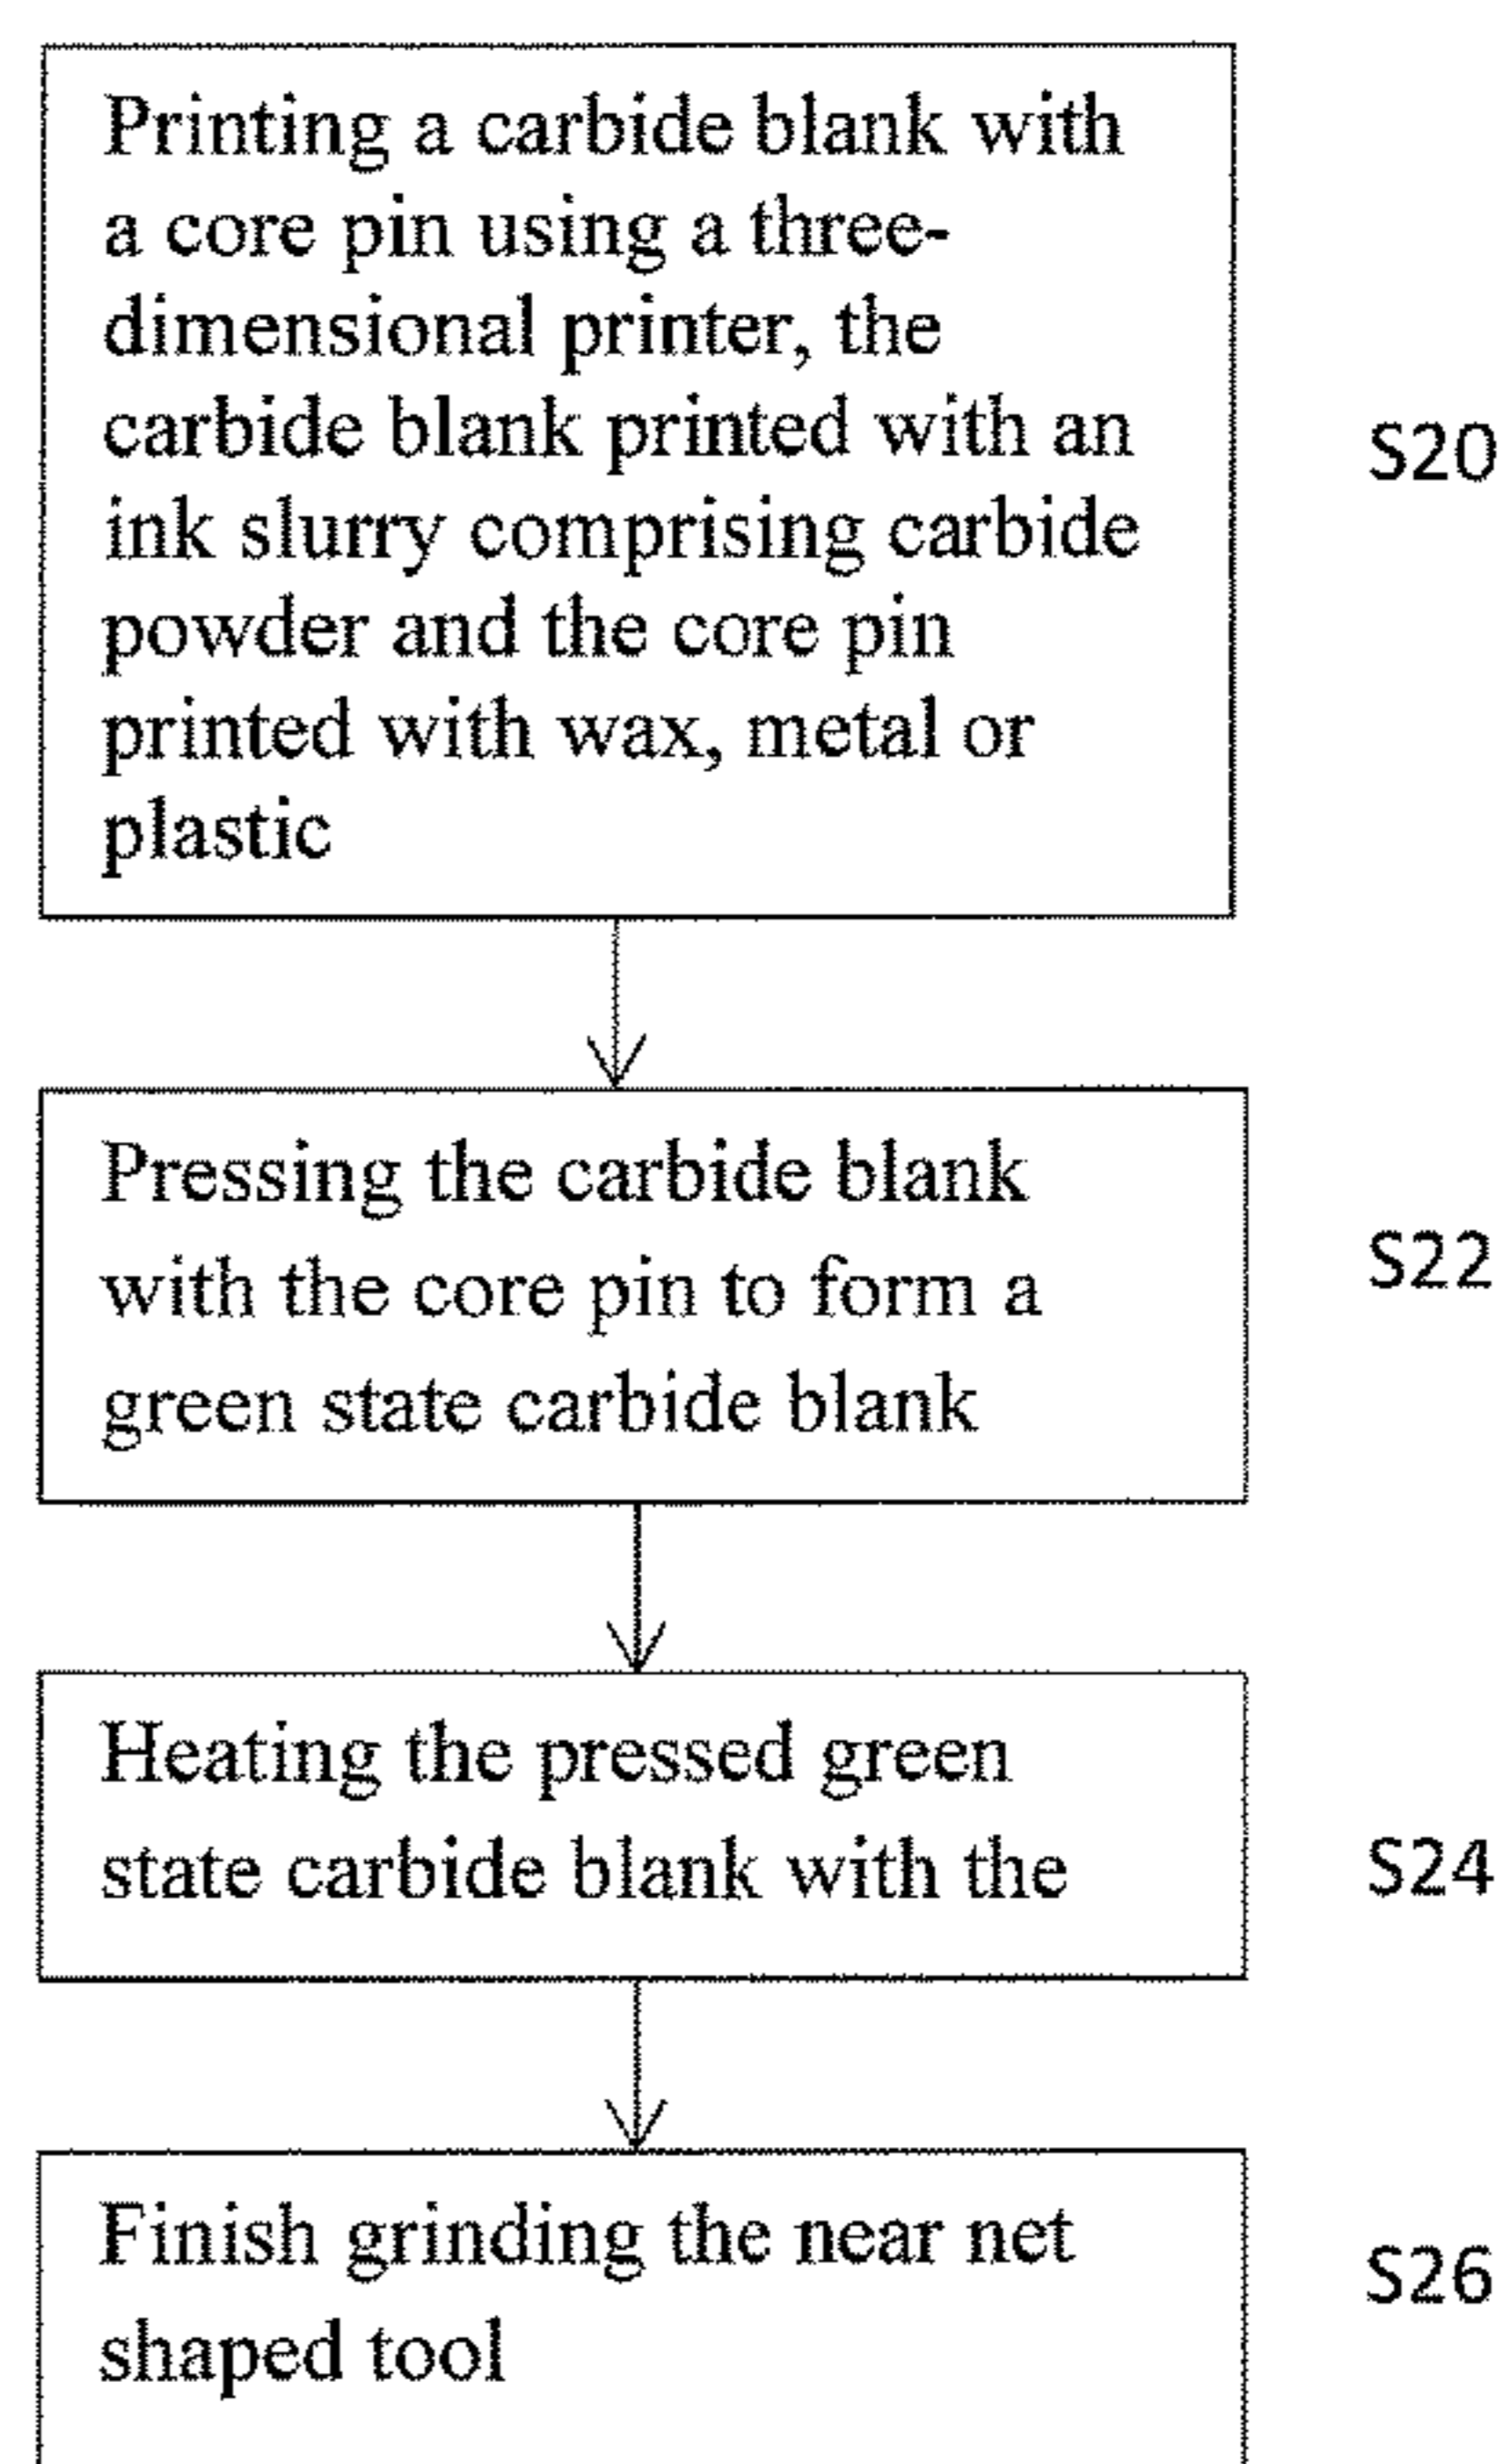 Printing a carbide blank with
a core pin using a three-
dimensional printer, the
carbide blank printed with an
ink slurry comprising carbide
powder and the core pin
printed with wax, metal or
plastic
S20
Pressing the carbide blank
with the core pin to form a
green state carbide blank
S22
Heating the pressed green
state carbide blank with the
S24
Finish grinding the near net
shaped tool
S26